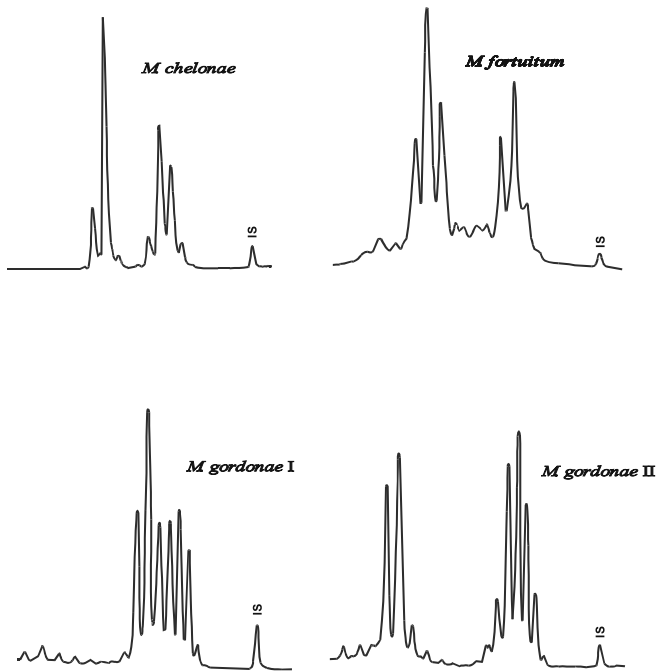 M chelonae
IS
M fortuitum
IS
M gordonae I
IS
M gordonae II
IS